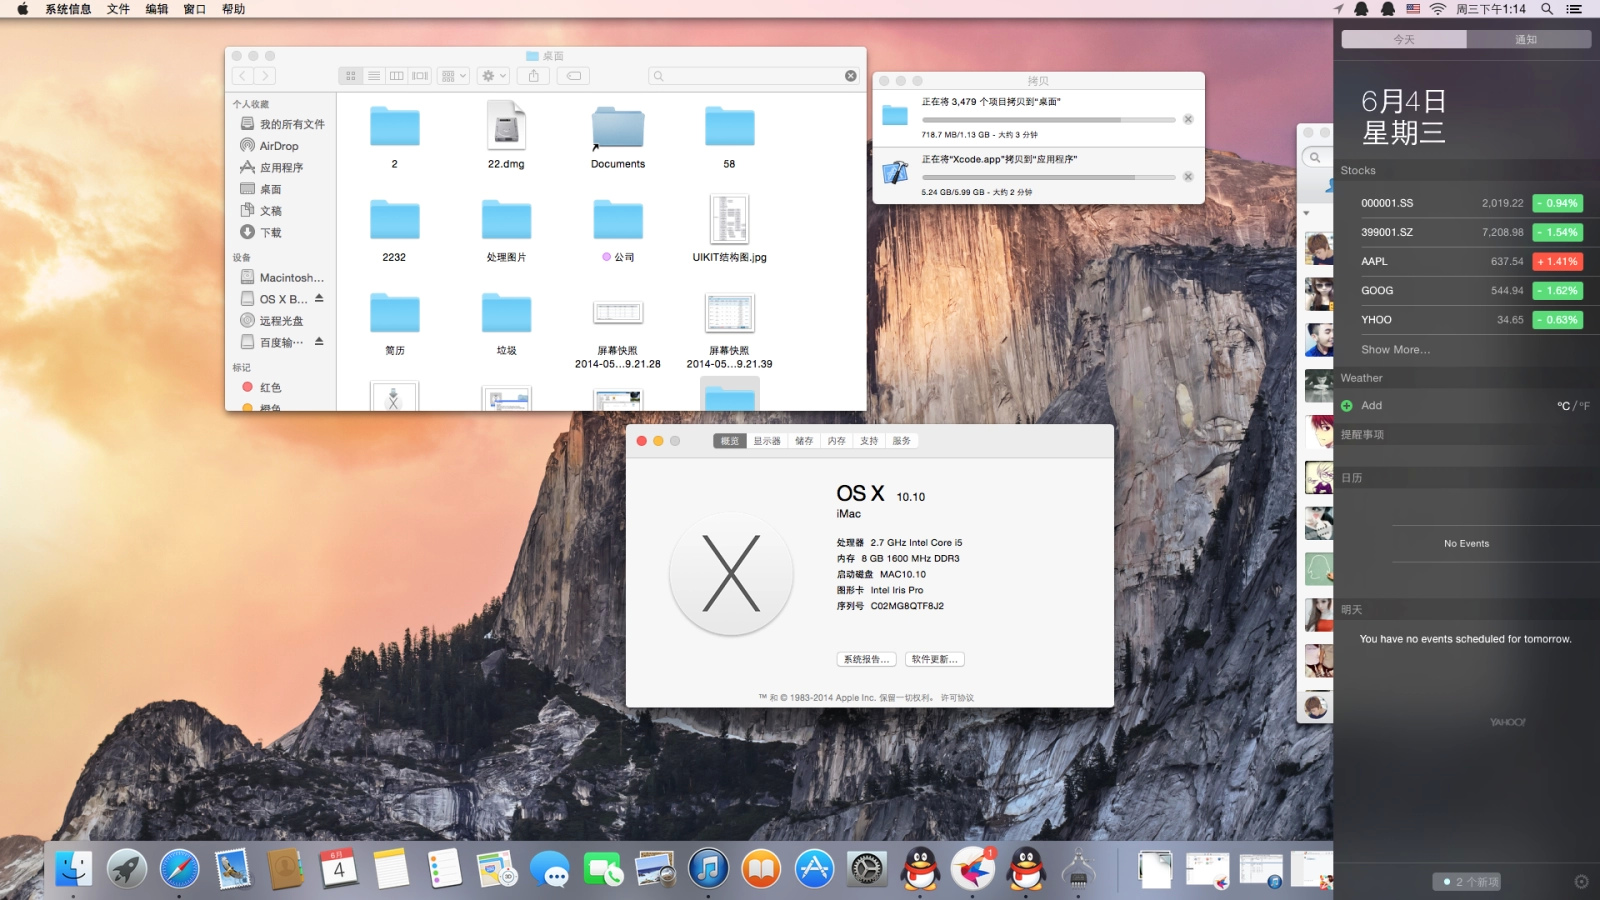 系统信息 文件 编辑 窗口 帮助
周三下午1:14
桌面
个人收藏
我的所有文件
AirDrop
应用程序
桌面
文稿
下载
设备
Macintosh...
OS X B...
远程光盘
百度输...
标记
红色
橙色
2
22.dmg
Documents
58
2232
处理图片
公司
UIKIT结构图.jpg
简历
垃圾
屏幕快照
2014-05...9.21.28
屏幕快照
2014-05...9.21.39
拷贝
正在将 3,479 个项目拷贝到“桌面”
718.7 MB/1.13 GB - 大约 3 分钟
正在将“Xcode.app”拷贝到“应用程序”
5.24 GB/5.99 GB - 大约 2 分钟
概览 显示器 储存 内存 支持 服务
OS X 10.10
iMac
处理器 2.7 GHz Intel Core i5
内存 8 GB 1600 MHz DDR3
启动磁盘 MAC10.10
图形卡 Intel Iris Pro
序列号 C02MG8QTF8J2
系统报告... 软件更新...
™ 和 © 1983-2014 Apple Inc. 保留一切权利。 许可协议
今天 通知
6月4日
星期三
Stocks
000001.SS 2,019.22 - 0.94%
399001.SZ 7,208.98 - 1.54%
AAPL 637.54 + 1.41%
GOOG 544.94 - 1.62%
YHOO 34.65 - 0.63%
Show More...
Weather
Add °C / °F
提醒事项
日历
No Events
明天
You have no events scheduled for tomorrow.
YAHOO!
2 个新项
6月
4
1